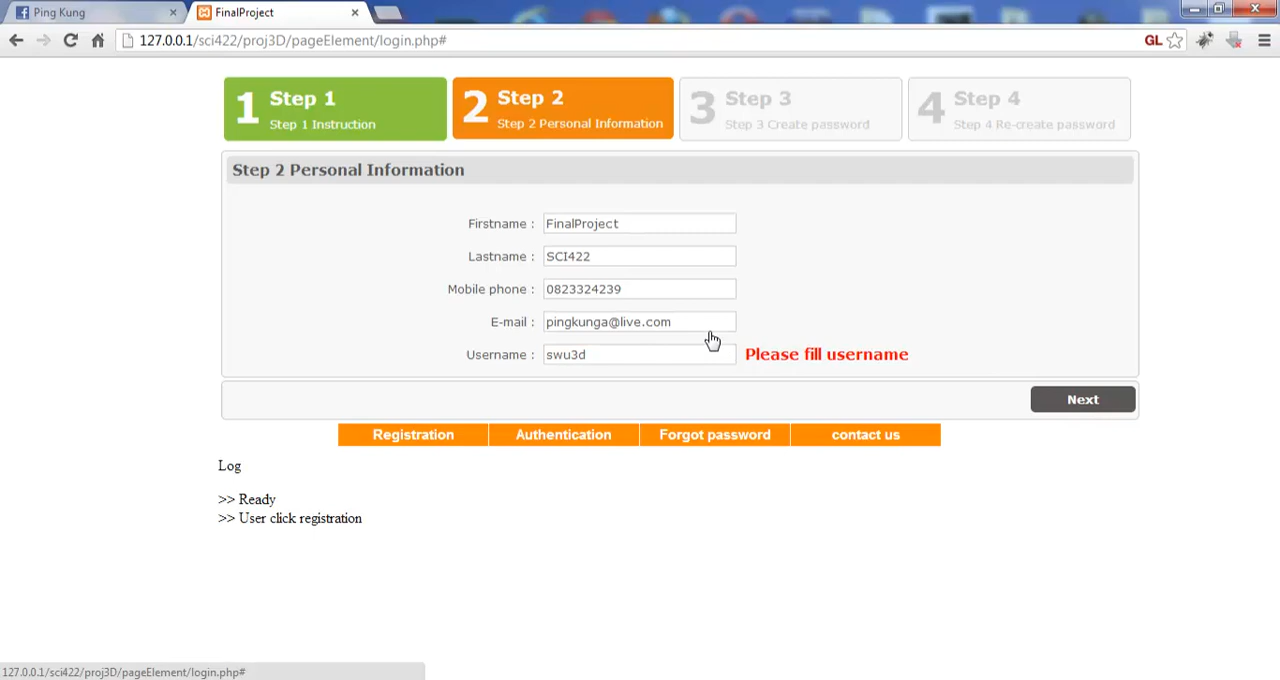 Ping Kung
FinalProject
127.0.0.1/sci422/proj3D/pageElement/login.php#
GL
1 Step 1
Step 1 Instruction
2 Step 2
Step 2 Personal Information
3 Step 3
Step 3 Create password
4 Step 4
Step 4 Re-create password
Step 2 Personal Information
Firstname : FinalProject
Lastname : SCI422
Mobile phone : 0823324239
E-mail : pingkunga@live.com
Username : swu3d Please fill username
Next
Registration Authentication Forgot password contact us
Log
>> Ready
>> User click registration
127.0.0.1/sci422/proj3D/pageElement/login.php#